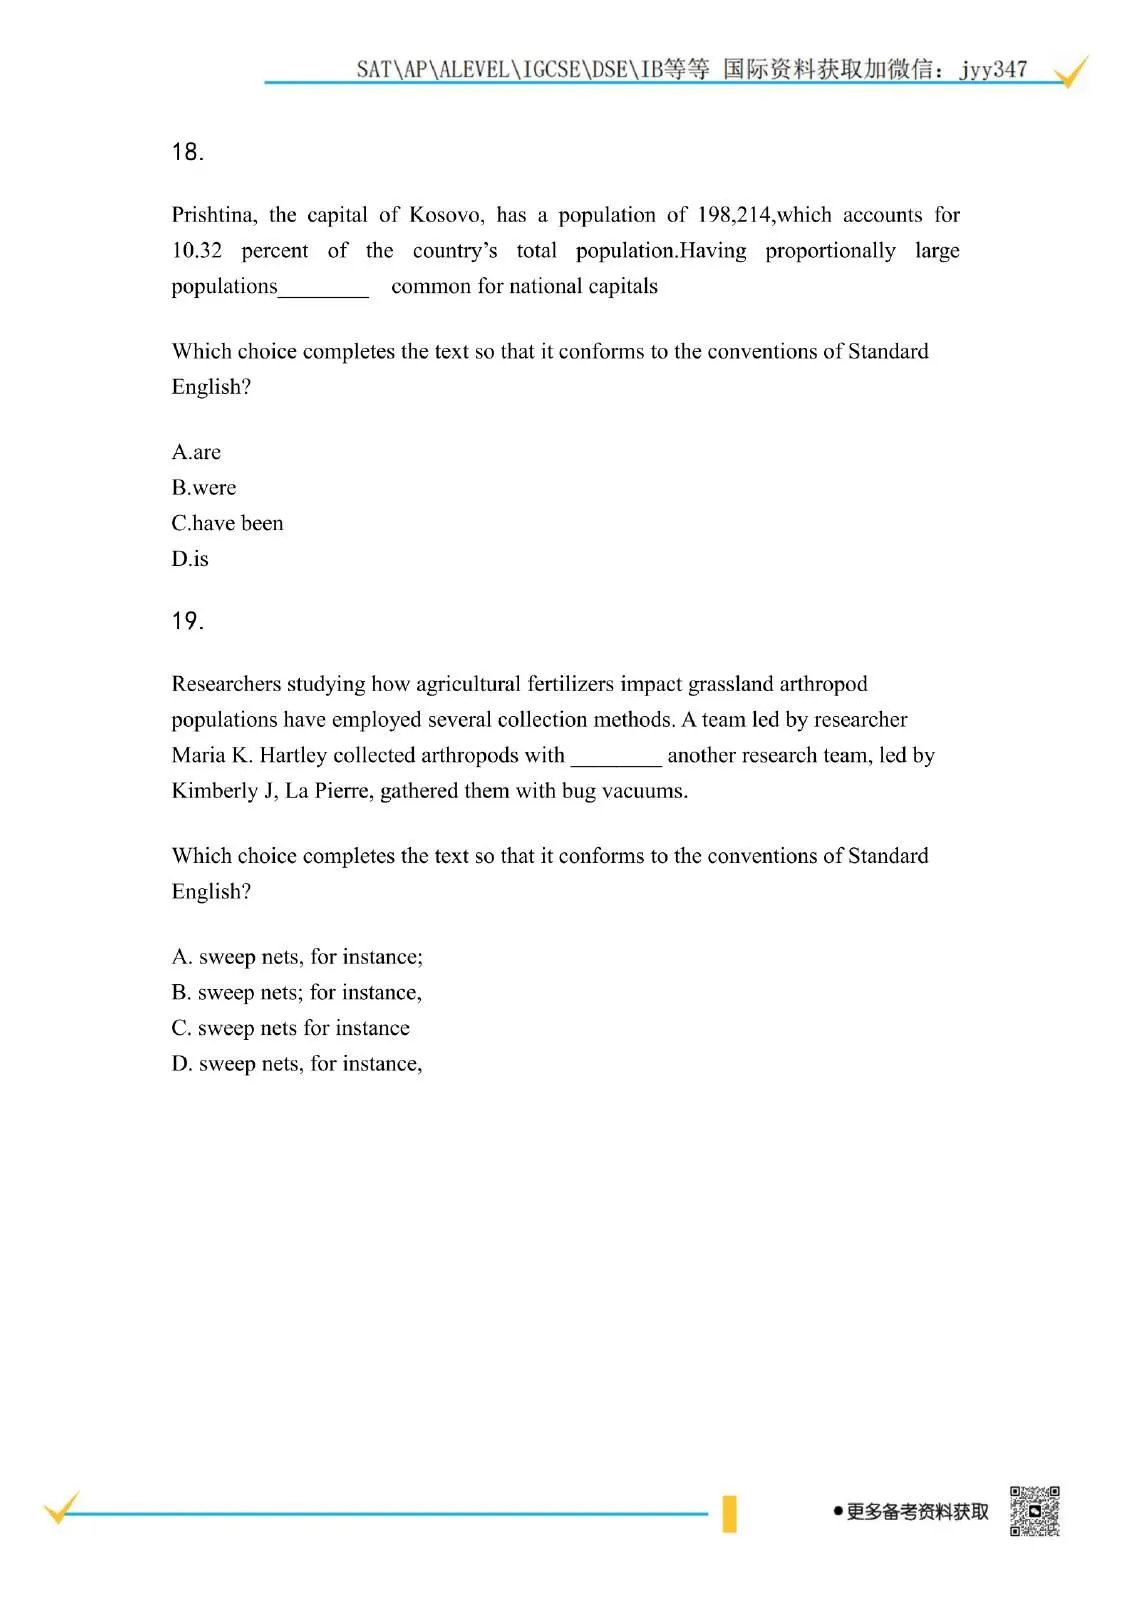 SAT\AP\ALEVEL\IGCSE\DSE\IB等等 国际资料获取加微信：jyy347
18.
Prishtina, the capital of Kosovo, has a population of 198,214,which accounts for
10.32 percent of the country’s total population.Having proportionally large
populations________ common for national capitals
Which choice completes the text so that it conforms to the conventions of Standard
English?
A.are
B.were
C.have been
D.is
19.
Researchers studying how agricultural fertilizers impact grassland arthropod
populations have employed several collection methods. A team led by researcher
Maria K. Hartley collected arthropods with ________ another research team, led by
Kimberly J, La Pierre, gathered them with bug vacuums.
Which choice completes the text so that it conforms to the conventions of Standard
English?
A. sweep nets, for instance;
B. sweep nets; for instance,
C. sweep nets for instance
D. sweep nets, for instance,
●更多备考资料获取